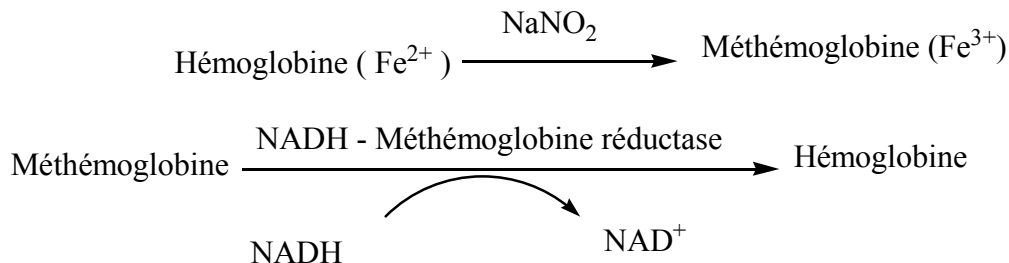 NaNO₂
Hémoglobine ( Fe²⁺ ) Méthémoglobine (Fe³⁺)
NADH - Méthémoglobine réductase
Méthémoglobine Hémoglobine
NADH NAD⁺